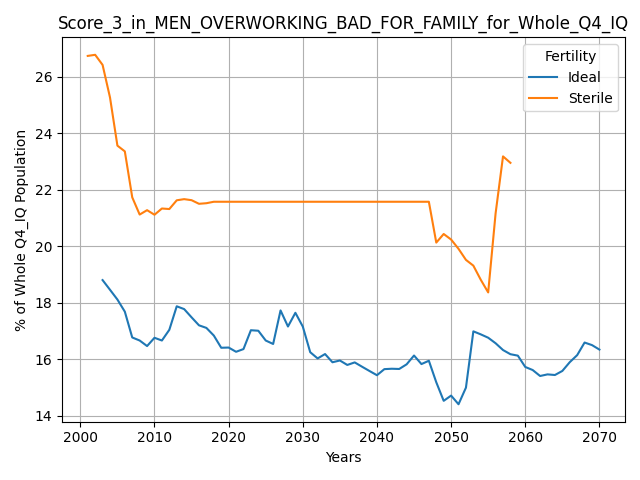 Score_3_in_MEN_OVERWORKING_BAD_FOR_FAMILY_for_Whole_Q4_IQ
Fertility
Ideal
Sterile
% of Whole Q4_IQ Population
26
24
22
20
18
16
14
2000
2010
2020
2030
2040
2050
2060
2070
Years